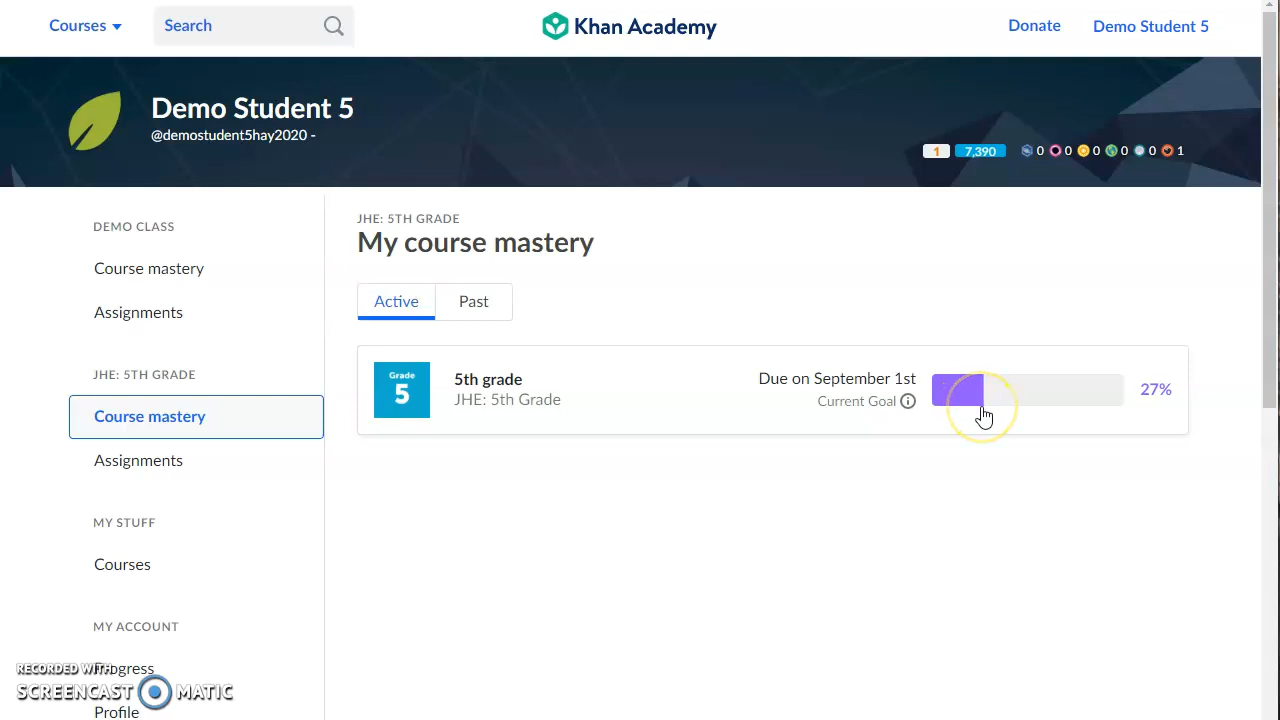 Courses
Search
Khan Academy
Donate
Demo Student 5
Demo Student 5
@demostudent5hay2020 -
1 7,390 0 0 0 0 0 1
DEMO CLASS
Course mastery
Assignments
JHE: 5TH GRADE
Course mastery
Assignments
MY STUFF
Courses
MY ACCOUNT
Progress
Profile
JHE: 5TH GRADE
My course mastery
Active
Past
Grade
5
5th grade
JHE: 5th Grade
Due on September 1st
Current Goal
27%
RECORDED WITH
SCREENCAST MATIC